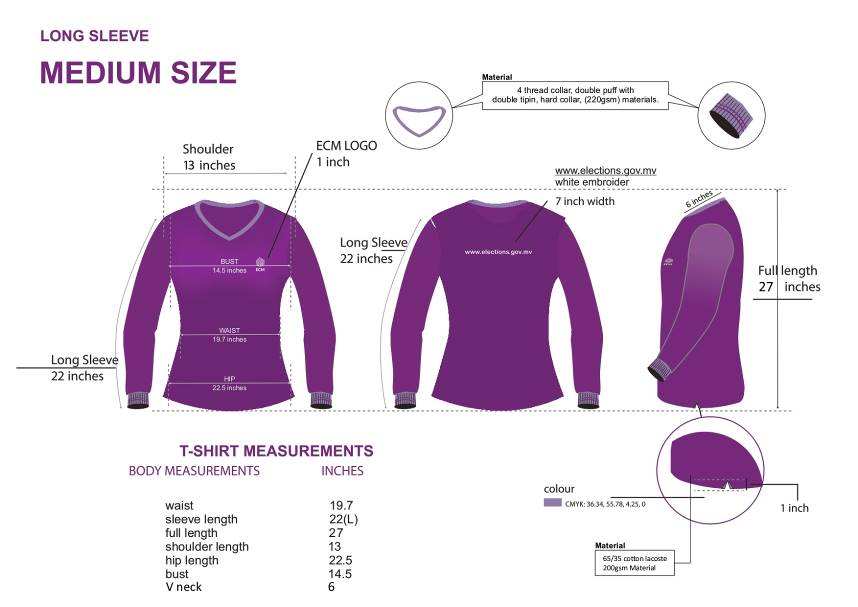 LONG SLEEVE
MEDIUM SIZE
Material
4 thread collar, double puff with
double tipin, hard collar, (220gsm) materials.
Shoulder
13 inches
ECM LOGO
1 inch
www.elections.gov.mv
white embroider
7 inch width
6 inches
Long Sleeve
22 inches
www.elections.gov.mv
BUST
14.5 inches
ECM
Full length
27 inches
WAIST
19.7 inches
Long Sleeve
22 inches
HIP
22.5 inches
T-SHIRT MEASUREMENTS
BODY MEASUREMENTS INCHES
waist 19.7
sleeve length 22(L)
full length 27
shoulder length 13
hip length 22.5
bust 14.5
V neck 6
colour
CMYK: 36.34, 55.78, 4,25, 0
1 inch
Material
65/35 cotton lacoste
200gsm Material